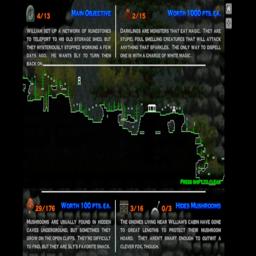 4/13 Main Objective
William set up a network of runestones
to teleport to his old storage shed, but
they mysteriously stopped working a few
days ago. He wants Sly to turn them
back on.
2/15 Worth 1000 pts. ea.
Darklings are monsters that eat magic. They are
stupid, foul smelling creatures that will attack
anything that sparkles. The only way to dispell
one is with a charge of white magic.
29/176 Worth 100 pts. ea.
Mushrooms are usually found in hidden
caves underground, but sometimes they
grow on the open cliffs. They're difficult
to find, but they are Sly's favorite snack.
3/16 0/3 Hides Mushrooms
The gnomes living near William's cabin have gone
to great lengths to protect their mushroom
hoard. They aren't smart enough to outwit a
clever fox, though.